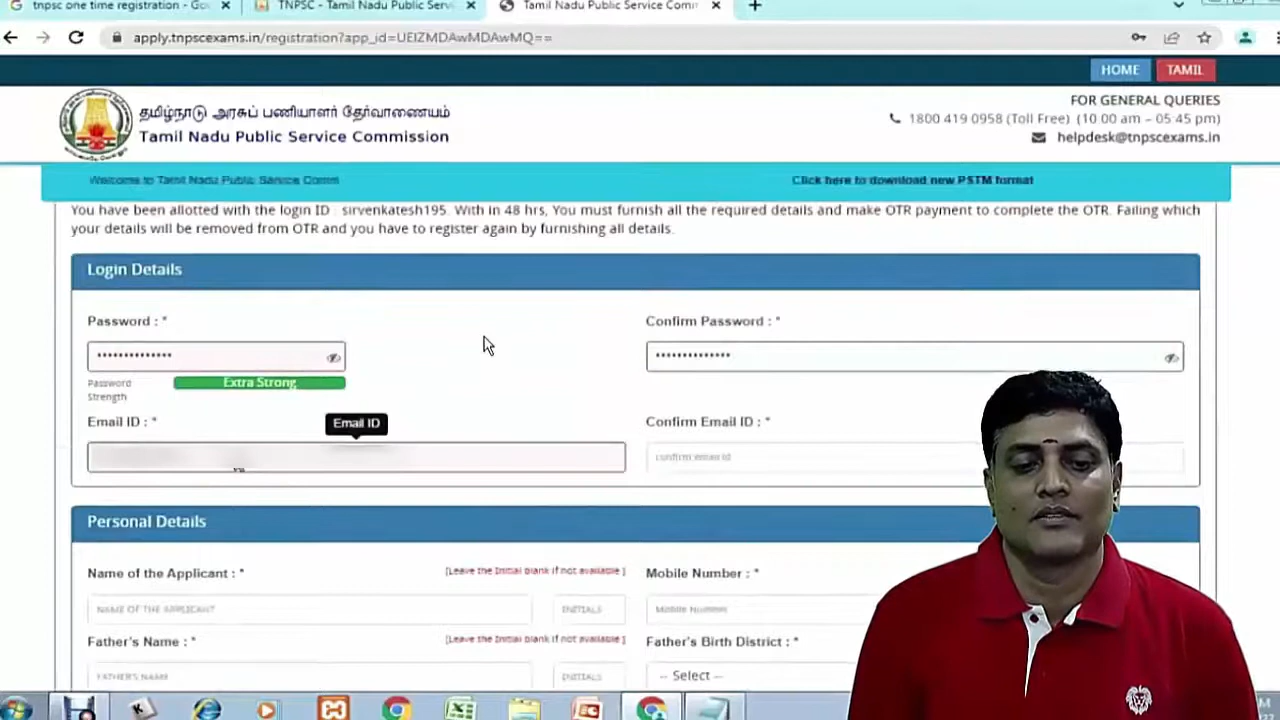 tnpsc one time registration - Go
TNPSC - Tamil Nadu Public Servi
Tamil Nadu Public Service Comm
apply.tnpscexams.in/registration?app_id=UElZMDAwMDAwMQ==
HOME
TAMIL
தமிழ்நாடு அரசுப் பணியாளர் தேர்வாணையம்
Tamil Nadu Public Service Commission
FOR GENERAL QUERIES
1800 419 0958 (Toll Free) (10 00 am – 05:45 pm)
helpdesk@tnpscexams.in
Welcome to Tamil Nadu Public Service Comm
Click here to download new PSTM format
You have been allotted with the login ID : sirvenkatesh195. With in 48 hrs, You must furnish all the required details and make OTR payment to complete the OTR. Failing which
your details will be removed from OTR and you have to register again by furnishing all details.
Login Details
Password : *
Confirm Password : *
Password
Strength
Extra Strong
Email ID : *
Email ID
Confirm Email ID : *
confirm email id
Personal Details
Name of the Applicant : *
[Leave the Initial blank if not available ]
Mobile Number : *
NAME OF THE APPLICANT
INITIALS
Mobile Number
Father's Name : *
[Leave the Initial blank if not available ]
Father's Birth District : *
FATHER'S NAME
INITIALS
-- Select --